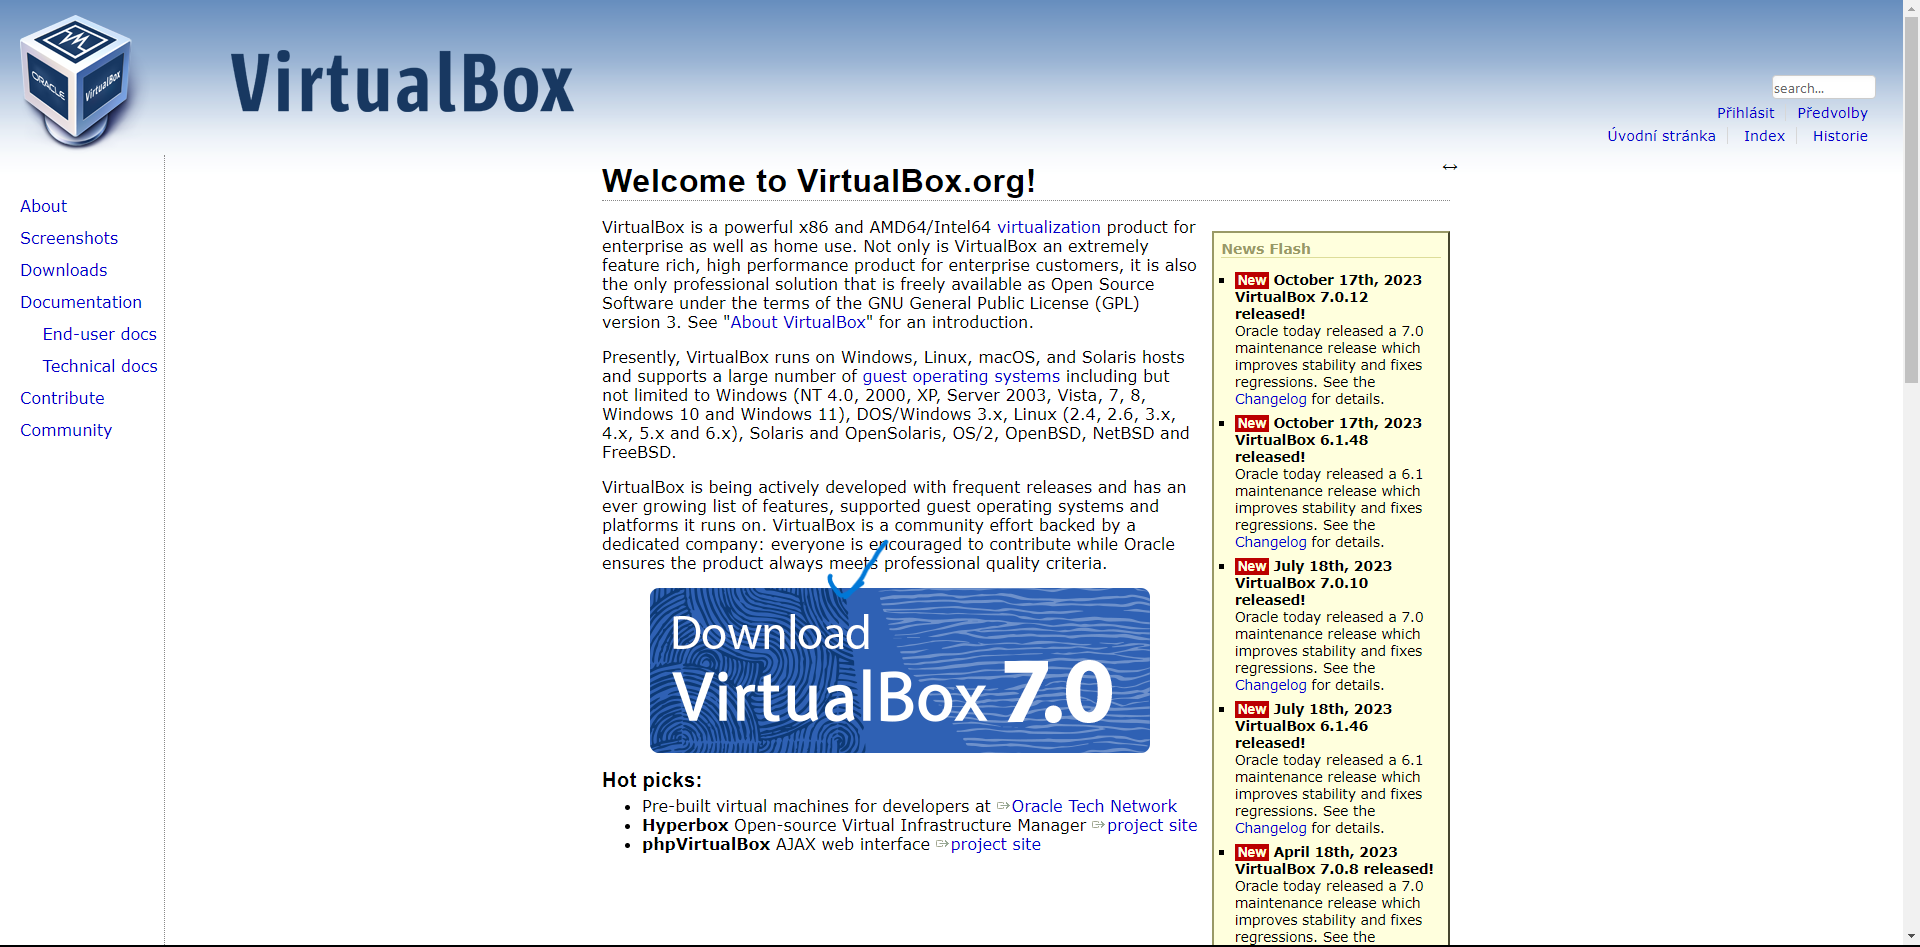 ORACLE
VirtualBox
VirtualBox
search...
Přihlásit
Předvolby
Úvodní stránka
Index
Historie
About
Screenshots
Downloads
Documentation
End-user docs
Technical docs
Contribute
Community
Welcome to VirtualBox.org!
VirtualBox is a powerful x86 and AMD64/Intel64 virtualization product for
enterprise as well as home use. Not only is VirtualBox an extremely
feature rich, high performance product for enterprise customers, it is also
the only professional solution that is freely available as Open Source
Software under the terms of the GNU General Public License (GPL)
version 3. See "About VirtualBox" for an introduction.
Presently, VirtualBox runs on Windows, Linux, macOS, and Solaris hosts
and supports a large number of guest operating systems including but
not limited to Windows (NT 4.0, 2000, XP, Server 2003, Vista, 7, 8,
Windows 10 and Windows 11), DOS/Windows 3.x, Linux (2.4, 2.6, 3.x,
4.x, 5.x and 6.x), Solaris and OpenSolaris, OS/2, OpenBSD, NetBSD and
FreeBSD.
VirtualBox is being actively developed with frequent releases and has an
ever growing list of features, supported guest operating systems and
platforms it runs on. VirtualBox is a community effort backed by a
dedicated company: everyone is encouraged to contribute while Oracle
ensures the product always meets professional quality criteria.
Download
VirtualBox 7.0
Hot picks:
Pre-built virtual machines for developers at Oracle Tech Network
Hyperbox Open-source Virtual Infrastructure Manager project site
phpVirtualBox AJAX web interface project site
News Flash
New October 17th, 2023
VirtualBox 7.0.12
released!
Oracle today released a 7.0
maintenance release which
improves stability and fixes
regressions. See the
Changelog for details.
New October 17th, 2023
VirtualBox 6.1.48
released!
Oracle today released a 6.1
maintenance release which
improves stability and fixes
regressions. See the
Changelog for details.
New July 18th, 2023
VirtualBox 7.0.10
released!
Oracle today released a 7.0
maintenance release which
improves stability and fixes
regressions. See the
Changelog for details.
New July 18th, 2023
VirtualBox 6.1.46
released!
Oracle today released a 6.1
maintenance release which
improves stability and fixes
regressions. See the
Changelog for details.
New April 18th, 2023
VirtualBox 7.0.8 released!
Oracle today released a 7.0
maintenance release which
improves stability and fixes
regressions. See the